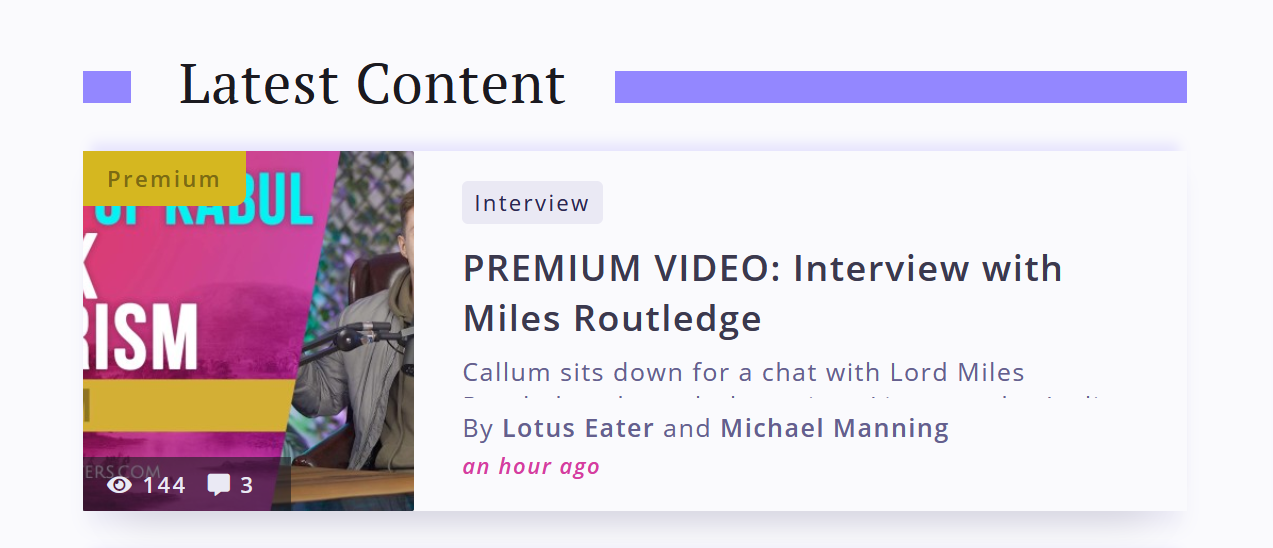 Latest Content
Premium
OF KABUL
RISM
ERS.COM
144 3
Interview
PREMIUM VIDEO: Interview with
Miles Routledge
Callum sits down for a chat with Lord Miles
By Lotus Eater and Michael Manning
an hour ago